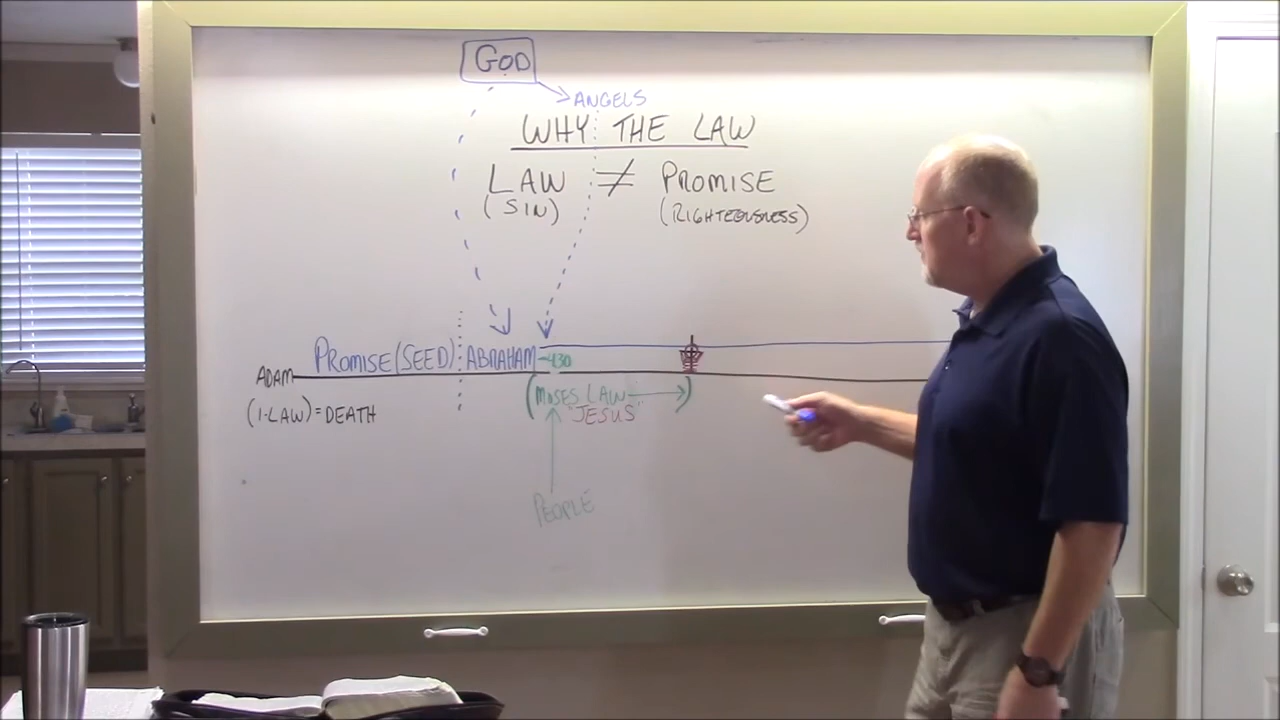 GOD
ANGELS
WHY THE LAW
LAW ≠ PROMISE
(SIN) (RIGHTEOUSNESS)
PROMISE (SEED) ABRAHAM -430
ADAM
(1-LAW) = DEATH
(MOSES LAW)
"JESUS"
PEOPLE